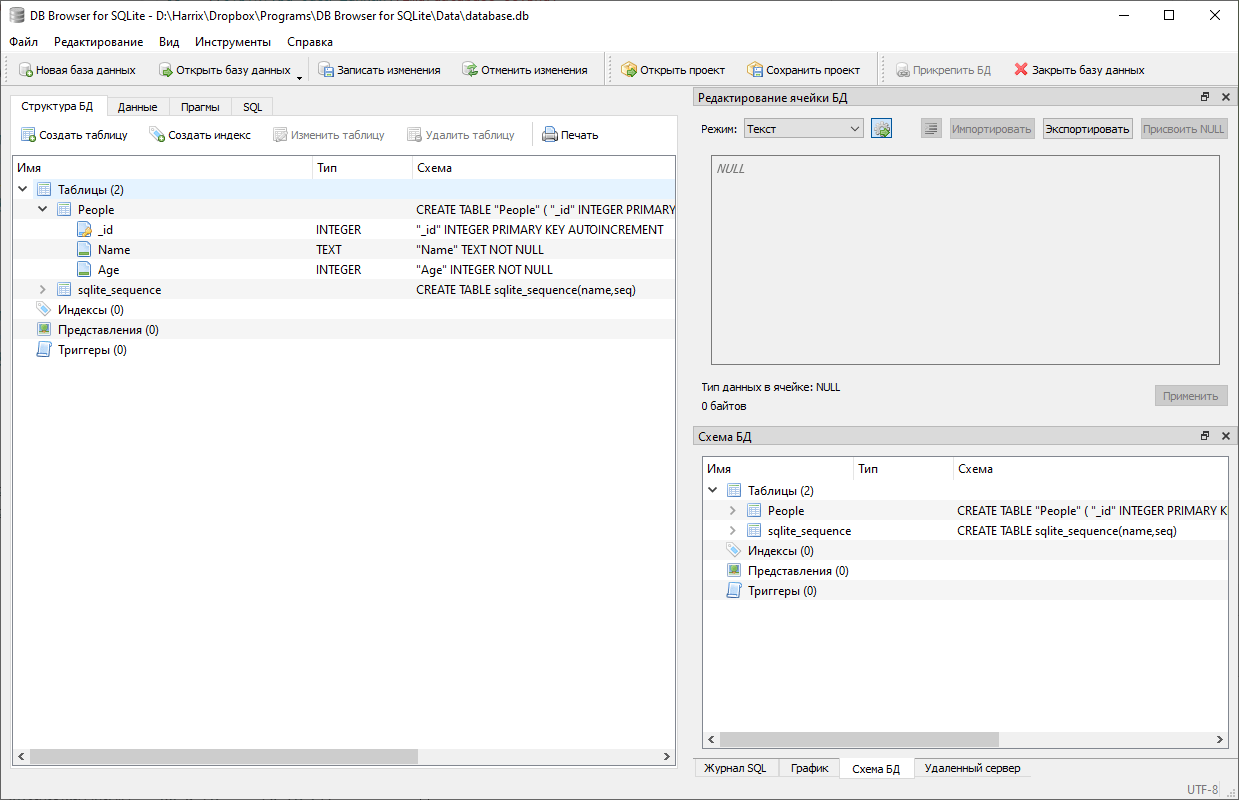 DB Browser for SQLite - D:\Harrix\Dropbox\Programs\DB Browser for SQLite\Data\database.db
Файл Редактирование Вид Инструменты Справка
Новая база данных Открыть базу данных Записать изменения Отменить изменения Открыть проект Сохранить проект Прикрепить БД Закрыть базу данных
Структура БД Данные Прагмы SQL
Создать таблицу Создать индекс Изменить таблицу Удалить таблицу Печать
Имя Тип Схема
Таблицы (2)
People CREATE TABLE "People" ( "_id" INTEGER PRIMARY
_id INTEGER "_id" INTEGER PRIMARY KEY AUTOINCREMENT
Name TEXT "Name" TEXT NOT NULL
Age INTEGER "Age" INTEGER NOT NULL
sqlite_sequence CREATE TABLE sqlite_sequence(name,seq)
Индексы (0)
Представления (0)
Триггеры (0)
Редактирование ячейки БД
Режим: Текст Импортировать Экспортировать Присвоить NULL
NULL
Тип данных в ячейке: NULL
0 байтов
Применить
Схема БД
Имя Тип Схема
Таблицы (2)
People CREATE TABLE "People" ( "_id" INTEGER PRIMARY K
sqlite_sequence CREATE TABLE sqlite_sequence(name,seq)
Индексы (0)
Представления (0)
Триггеры (0)
Журнал SQL График Схема БД Удаленный сервер
UTF-8